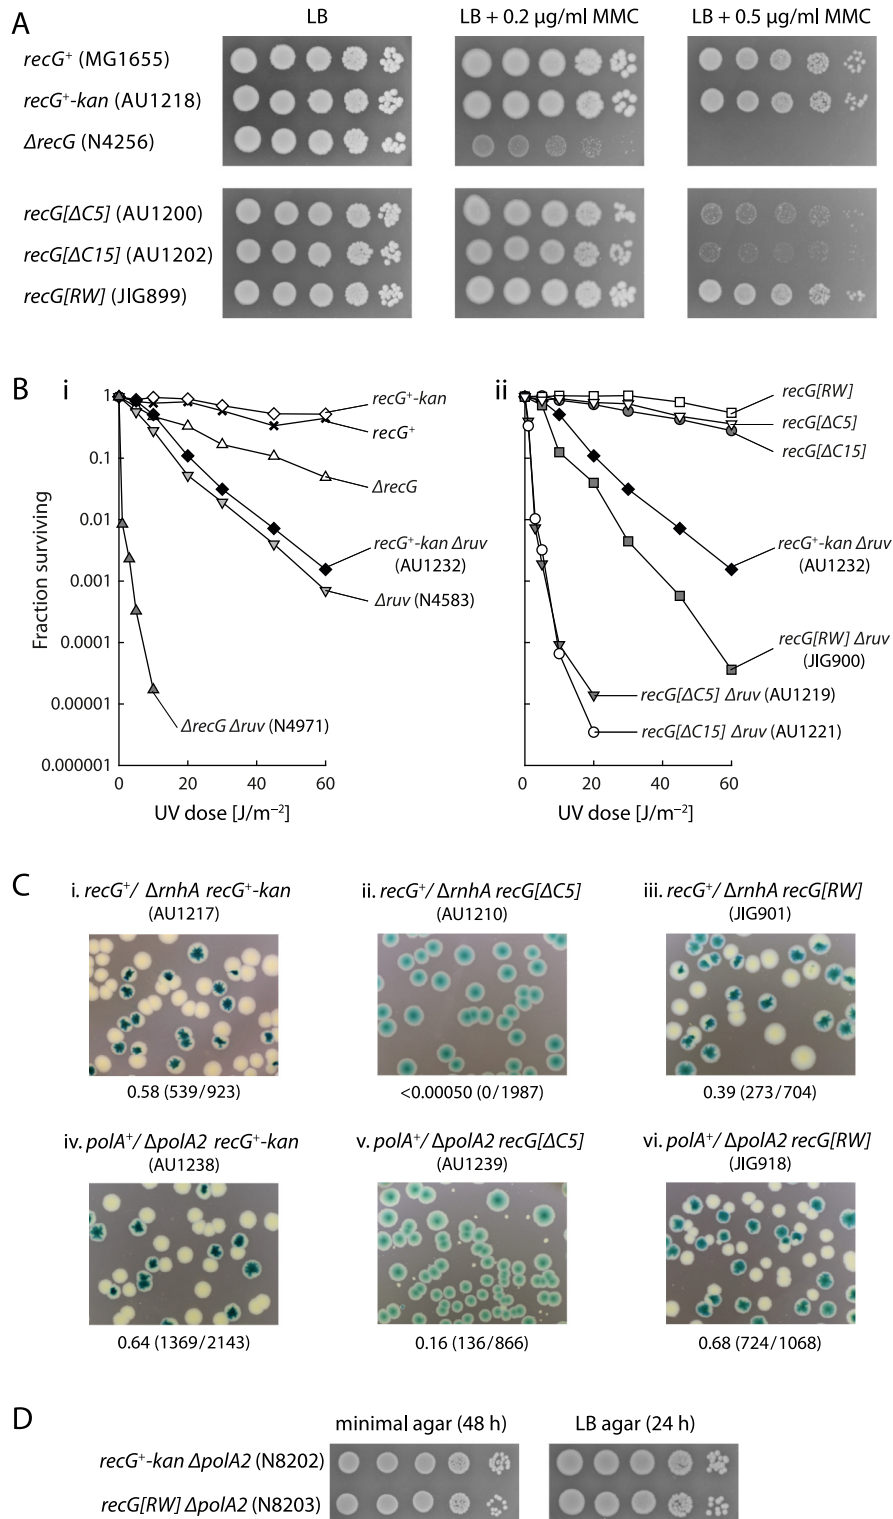 A
LB
LB + 0.2 μg/ml MMC
LB + 0.5 μg/ml MMC
recG+ (MG1655)
recG+-kan (AU1218)
ΔrecG (N4256)
recG[ΔC5] (AU1200)
recG[ΔC15] (AU1202)
recG[RW] (JIG899)
B
i
Fraction surviving
1
0.1
0.01
0.001
0.0001
0.00001
0.000001
0
20
40
60
UV dose [J/m−2]
recG+-kan
recG+
ΔrecG
recG+-kan Δruv
(AU1232)
Δruv (N4583)
ΔrecG Δruv (N4971)
ii
recG[RW]
recG[ΔC5]
recG[ΔC15]
recG+-kan Δruv
(AU1232)
recG[RW] Δruv
(JIG900)
recG[ΔC5] Δruv (AU1219)
recG[ΔC15] Δruv (AU1221)
0
20
40
60
UV dose [J/m−2]
C
i. recG+/ ΔrnhA recG+-kan
(AU1217)
ii. recG+/ ΔrnhA recG[ΔC5]
(AU1210)
iii. recG+/ ΔrnhA recG[RW]
(JIG901)
0.58 (539/923)
<0.00050 (0/1987)
0.39 (273/704)
iv. polA+/ ΔpolA2 recG+-kan
(AU1238)
v. polA+/ ΔpolA2 recG[ΔC5]
(AU1239)
vi. polA+/ ΔpolA2 recG[RW]
(JIG918)
0.64 (1369/2143)
0.16 (136/866)
0.68 (724/1068)
D
minimal agar (48 h)
LB agar (24 h)
recG+-kan ΔpolA2 (N8202)
recG[RW] ΔpolA2 (N8203)